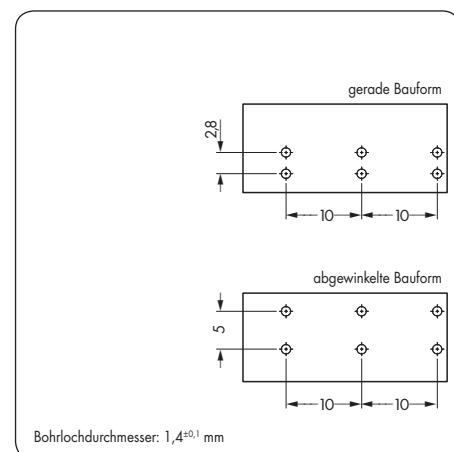 gerade Bauform
2,8
10 10
abgewinkelte Bauform
5
10 10
Bohrlochdurchmesser: 1,4±0,1 mm